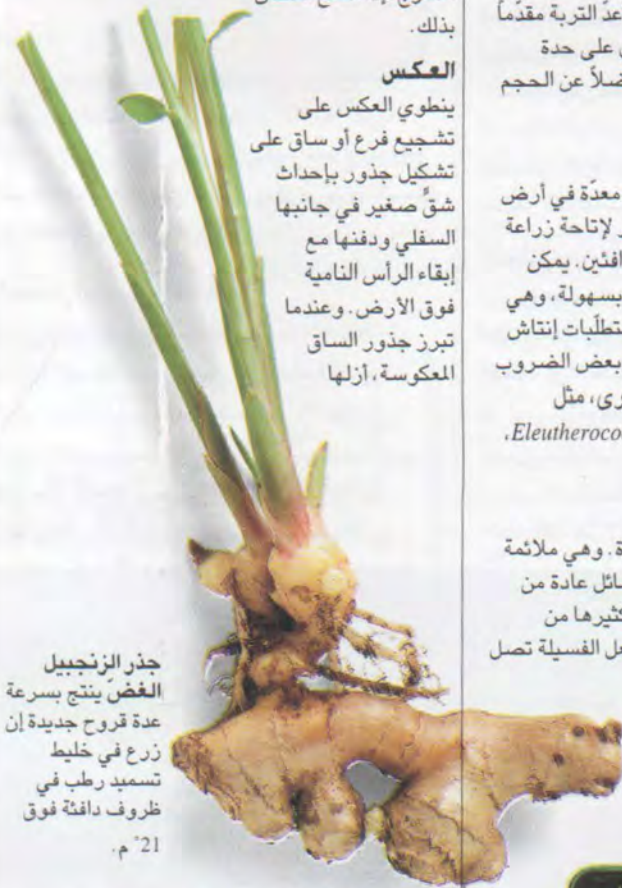 عدّ التربة مقدّماً
على حدة
ضلاً عن الحجم
معدّة في أرض
لإتاحة زراعة
افئين. يمكن
بسهولة، وهي
تطلّبات إنتاش
بعض الضروب
رى، مثل
Eleutheroco،
ة. وهي ملائمة
سائل عادة من
كثيرها من
عل الفسيلة تصل
بذلك.
العكس
ينطوي العكس على
تشجيع فرع أو ساق على
تشكيل جذور بإحداث
شقٍّ صغير في جانبها
السفلي ودفنها مع
إبقاء الرأس النامية
فوق الأرض. وعندما
تبرز جذور الساق
المعكوسة، أزلها
جذر الزنجبيل
الغضّ ينتج بسرعة
عدة قروح جديدة إن
زرع في خليط
تسميد رطب في
ظروف دافئة فوق
21° م.